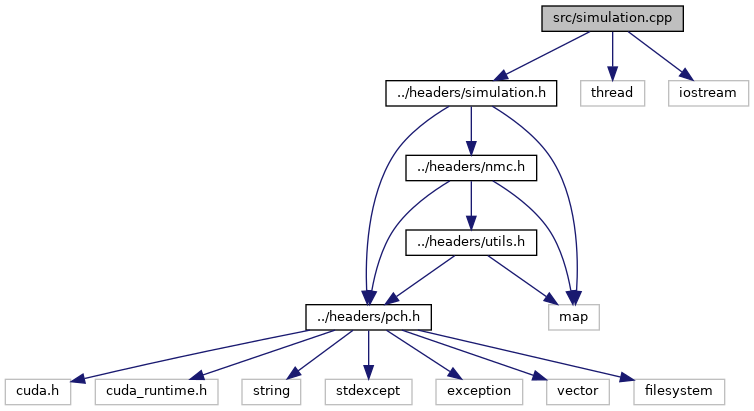 src/simulation.cpp
../headers/simulation.h
thread
iostream
../headers/nmc.h
../headers/utils.h
../headers/pch.h
map
cuda.h
cuda_runtime.h
string
stdexcept
exception
vector
filesystem